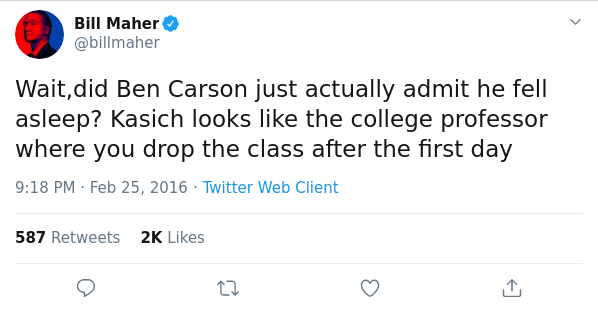 Bill Maher
@billmaher
Wait,did Ben Carson just actually admit he fell
asleep? Kasich looks like the college professor
where you drop the class after the first day
9:18 PM · Feb 25, 2016 · Twitter Web Client
587 Retweets 2K Likes